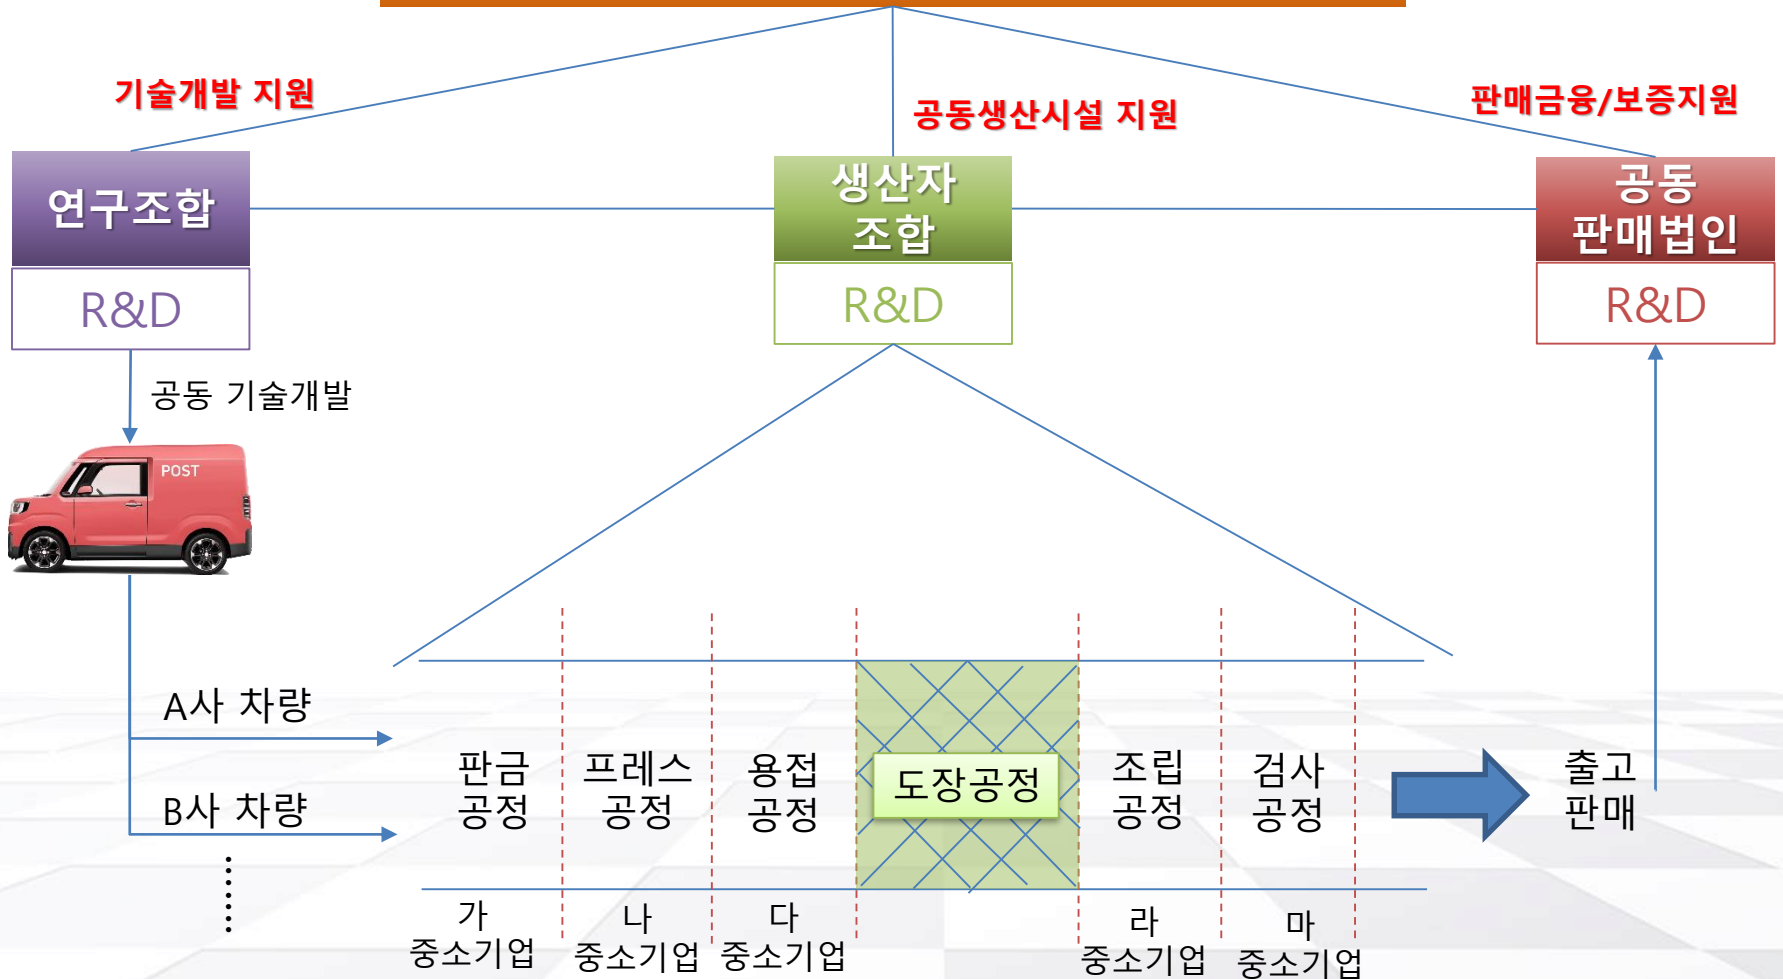 기술개발 지원
공동생산시설 지원
판매금융/보증지원
연구조합
생산자
조합
공동
판매법인
R&D
R&D
R&D
공동 기술개발
POST
A사 차량
B사 차량
판금
공정
프레스
공정
용접
공정
도장공정
조립
공정
검사
공정
출고
판매
가
중소기업
나
중소기업
다
중소기업
라
중소기업
마
중소기업